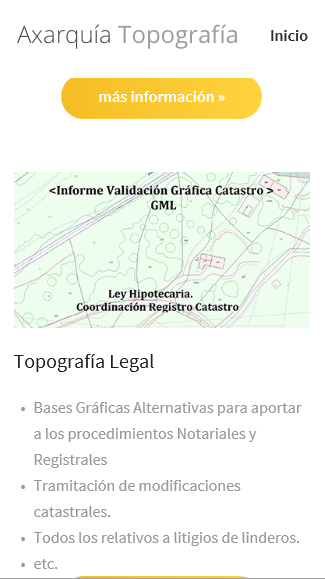 Axarquía Topografía Inicio
más información »
<Informe Validación Gráfica Catastro >
GML
Ley Hipotecaria.
Coordinación Registro Catastro
Topografía Legal
• Bases Gráficas Alternativas para aportar
a los procedimientos Notariales y
Registrales
• Tramitación de modificaciones
catastrales.
• Todos los relativos a litigios de linderos.
• etc.